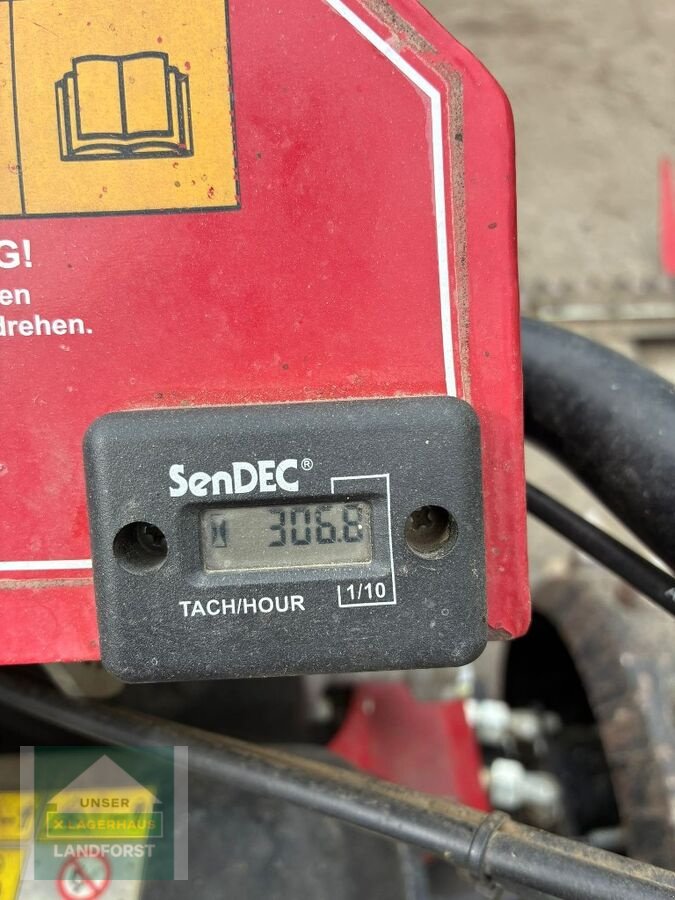 G!
en
drehen.
SenDEC®
306.8
TACH/HOUR
1/10
UNSER
LAGERHAUS
LANDFORST